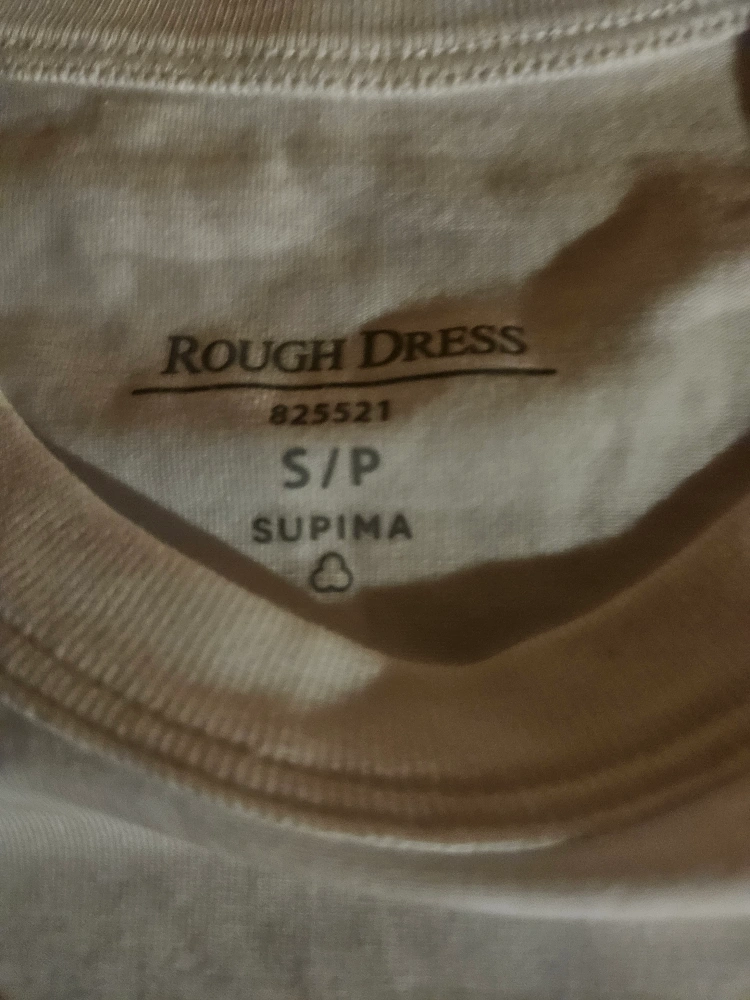 ROUGH DRESS
825521
S/P
SUPIMA